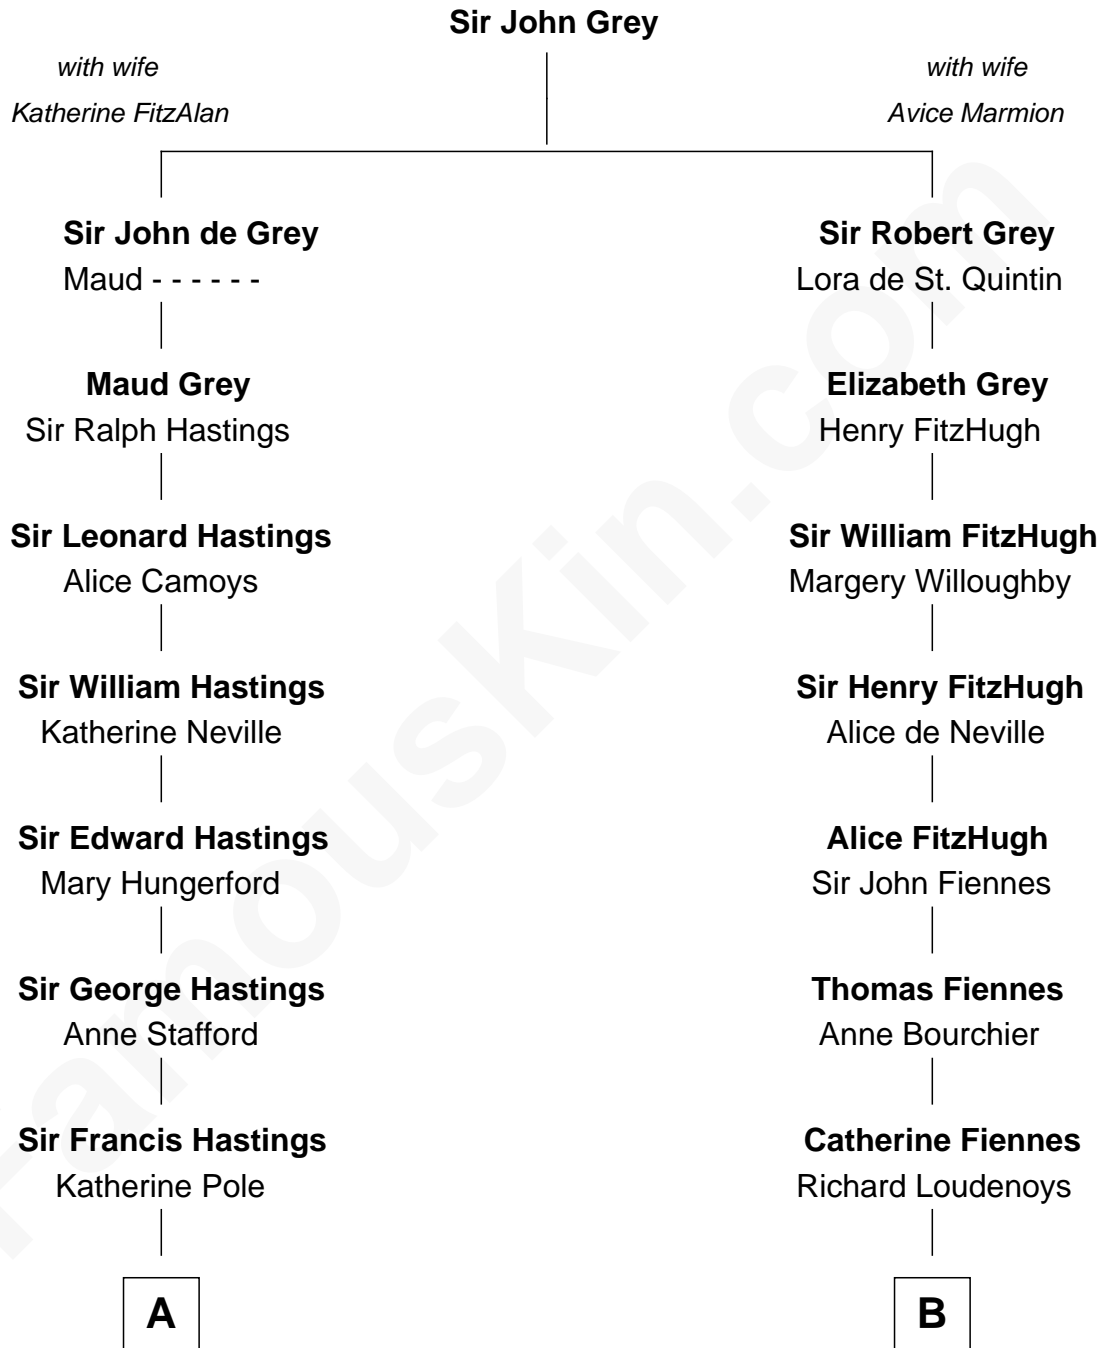 Sir John Grey
with wife
Katherine FitzAlan
with wife
Avice Marmion
Sir John de Grey
Maud - - - - - -
Sir Robert Grey
Lora de St. Quintin
Maud Grey
Sir Ralph Hastings
Elizabeth Grey
Henry FitzHugh
Sir Leonard Hastings
Alice Camoys
Sir William FitzHugh
Margery Willoughby
Sir William Hastings
Katherine Neville
Sir Henry FitzHugh
Alice de Neville
Sir Edward Hastings
Mary Hungerford
Alice FitzHugh
Sir John Fiennes
Sir George Hastings
Anne Stafford
Thomas Fiennes
Anne Bourchier
Sir Francis Hastings
Katherine Pole
Catherine Fiennes
Richard Loudenoys
A
B
FamousKin.com